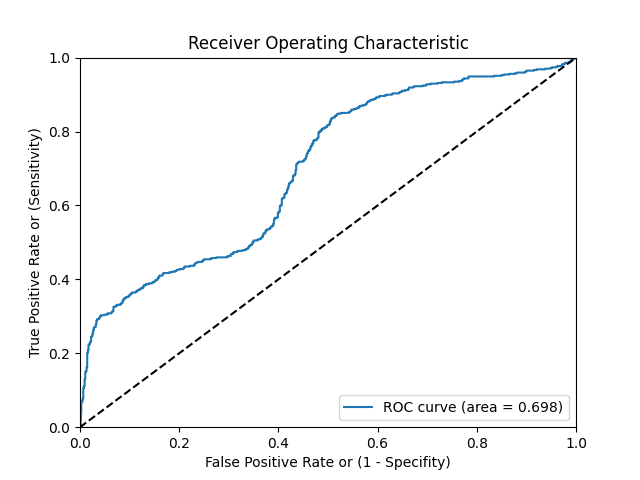 Receiver Operating Characteristic
True Positive Rate or (Sensitivity)
1.0
0.8
0.6
0.4
0.2
0.0
0.0 0.2 0.4 0.6 0.8 1.0
False Positive Rate or (1 - Specifity)
ROC curve (area = 0.698)